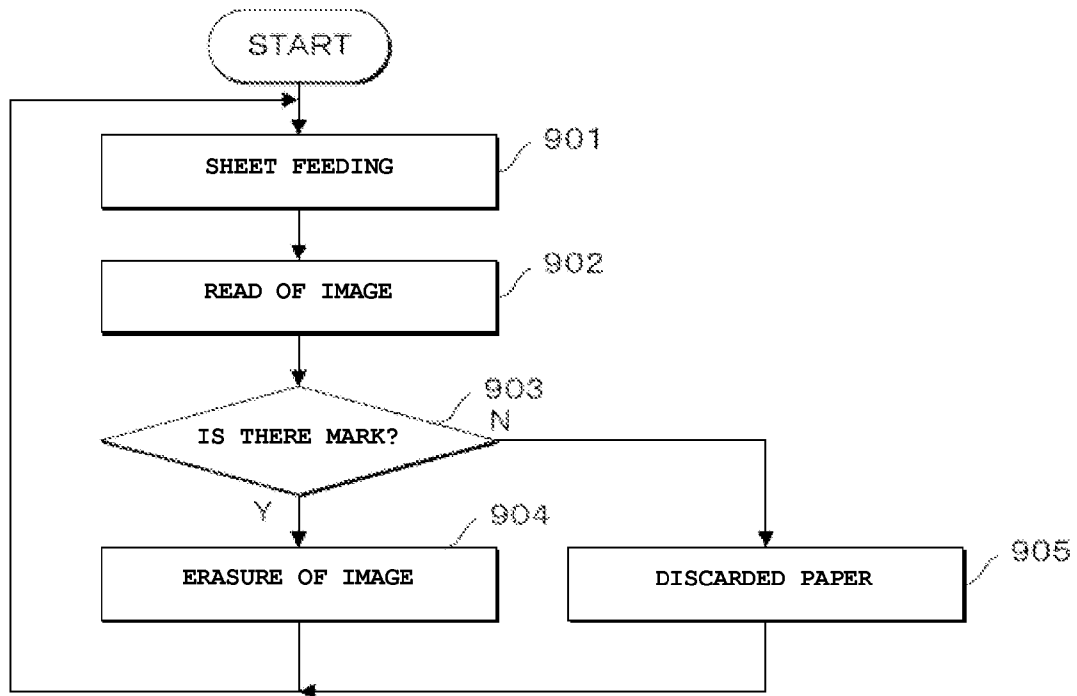 START
SHEET FEEDING
901
READ OF IMAGE
902
IS THERE MARK?
903
N
Y
ERASURE OF IMAGE
904
DISCARDED PAPER
905